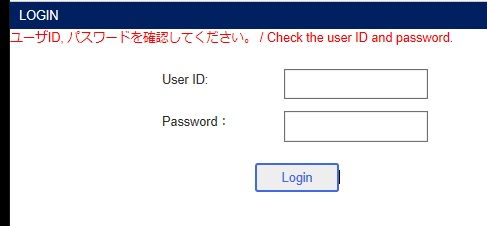 LOGIN
ユーザID, パスワードを確認してください。 / Check the user ID and password.
User ID:
Password：
Login